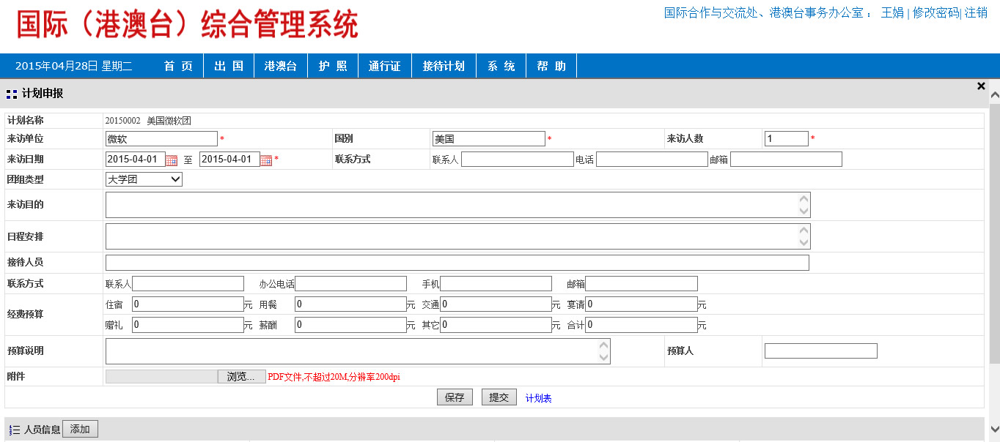 国际（港澳台）综合管理系统
国际合作与交流处、港澳台事务办公室： 王娟 | 修改密码| 注销
2015年04月28日 星期二 首 页 出 国 港澳台 护 照 通行证 接待计划 系 统 帮 助
计划申报
计划名称 20150002 美国微软团
来访单位 微软 * 国别 美国 * 来访人数 1 *
来访日期 2015-04-01 至 2015-04-01 * 联系方式 联系人 电话 邮箱
团组类型 大学团
来访目的
日程安排
接待人员
联系方式 联系人 办公电话 手机 邮箱
经费预算
住宿 0 元 用餐 0 元 交通 0 元 宴请 0 元
赠礼 0 元 薪酬 0 元 其它 0 元 合计 0 元
预算说明 预算人
附件 浏览... PDF文件,不超过20M,分辨率200dpi
保存 提交 计划表
人员信息 添加